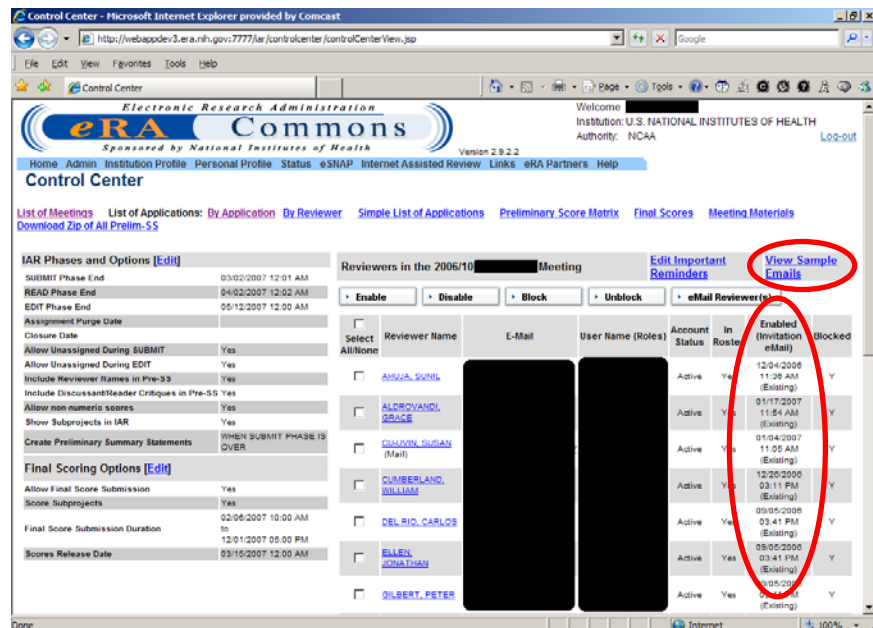 Control Center - Microsoft Internet Explorer provided by Comcast
http://webappdev3.era.nih.gov:7777/iar/controlcenter/controlCenterView.jsp
Google
File Edit View Favorites Tools Help
Control Center
Page Tools
Electronic Research Administration
eRA Commons
Sponsored by National Institutes of Health
Version 2.9.2.2
Welcome
Institution: U.S. NATIONAL INSTITUTES OF HEALTH
Authority: NCAA
Log-out
Home Admin Institution Profile Personal Profile Status eSNAP Internet Assisted Review Links eRA Partners Help
Control Center
List of Meetings List of Applications: By Application By Reviewer Simple List of Applications Preliminary Score Matrix Final Scores Meeting Materials
Download Zip of All Prelim-SS
IAR Phases and Options [Edit]
SUBMIT Phase End 03/02/2007 12:01 AM
READ Phase End 04/02/2007 12:02 AM
EDIT Phase End 05/12/2007 12:00 AM
Assignment Purge Date
Closure Date
Allow Unassigned During SUBMIT Yes
Allow Unassigned During EDIT Yes
Include Reviewer Names in Pre-SS Yes
Include Discussant/Reader Critiques in Pre-SS Yes
Allow non-numeric scores Yes
Show Subprojects in IAR Yes
Create Preliminary Summary Statements WHEN SUBMIT PHASE IS OVER
Final Scoring Options [Edit]
Allow Final Score Submission Yes
Score Subprojects Yes
Final Score Submission Duration 02/06/2007 10:00 AM
to
12/01/2007 05:00 PM
Scores Release Date 03/15/2007 12:00 AM
Reviewers in the 2006/10 Meeting
Edit Important Reminders
View Sample Emails
Enable Disable Block Unblock eMail Reviewer(s)
Select All/None Reviewer Name E-Mail User Name (Roles) Account Status In Roster Enabled (Invitation eMail) Blocked
AHUJA, SUNIL Active Yes 12/04/2006 11:36 AM (Existing) Y
ALDROVANDI, GRACE Active Yes 01/17/2007 11:54 AM (Existing) Y
CU-UVIN, SUSAN (Mail) Active Yes 01/04/2007 11:05 AM (Existing) Y
CUMBERLAND, WILLIAM Active Yes 12/26/2006 03:11 PM (Existing) Y
DEL RIO, CARLOS Active Yes 09/05/2006 03:41 PM (Existing) Y
ELLEN, JONATHAN Active Yes 09/05/2006 03:41 PM (Existing) Y
GILBERT, PETER Active Yes 09/05/2006 PM (Existing) Y
Done
Internet
100%